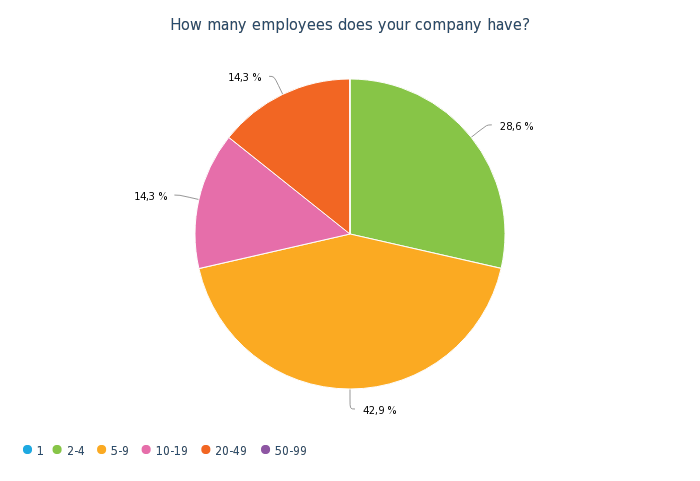 How many employees does your company have?
14,3 %
28,6 %
14,3 %
42,9 %
1 2-4 5-9 10-19 20-49 50-99